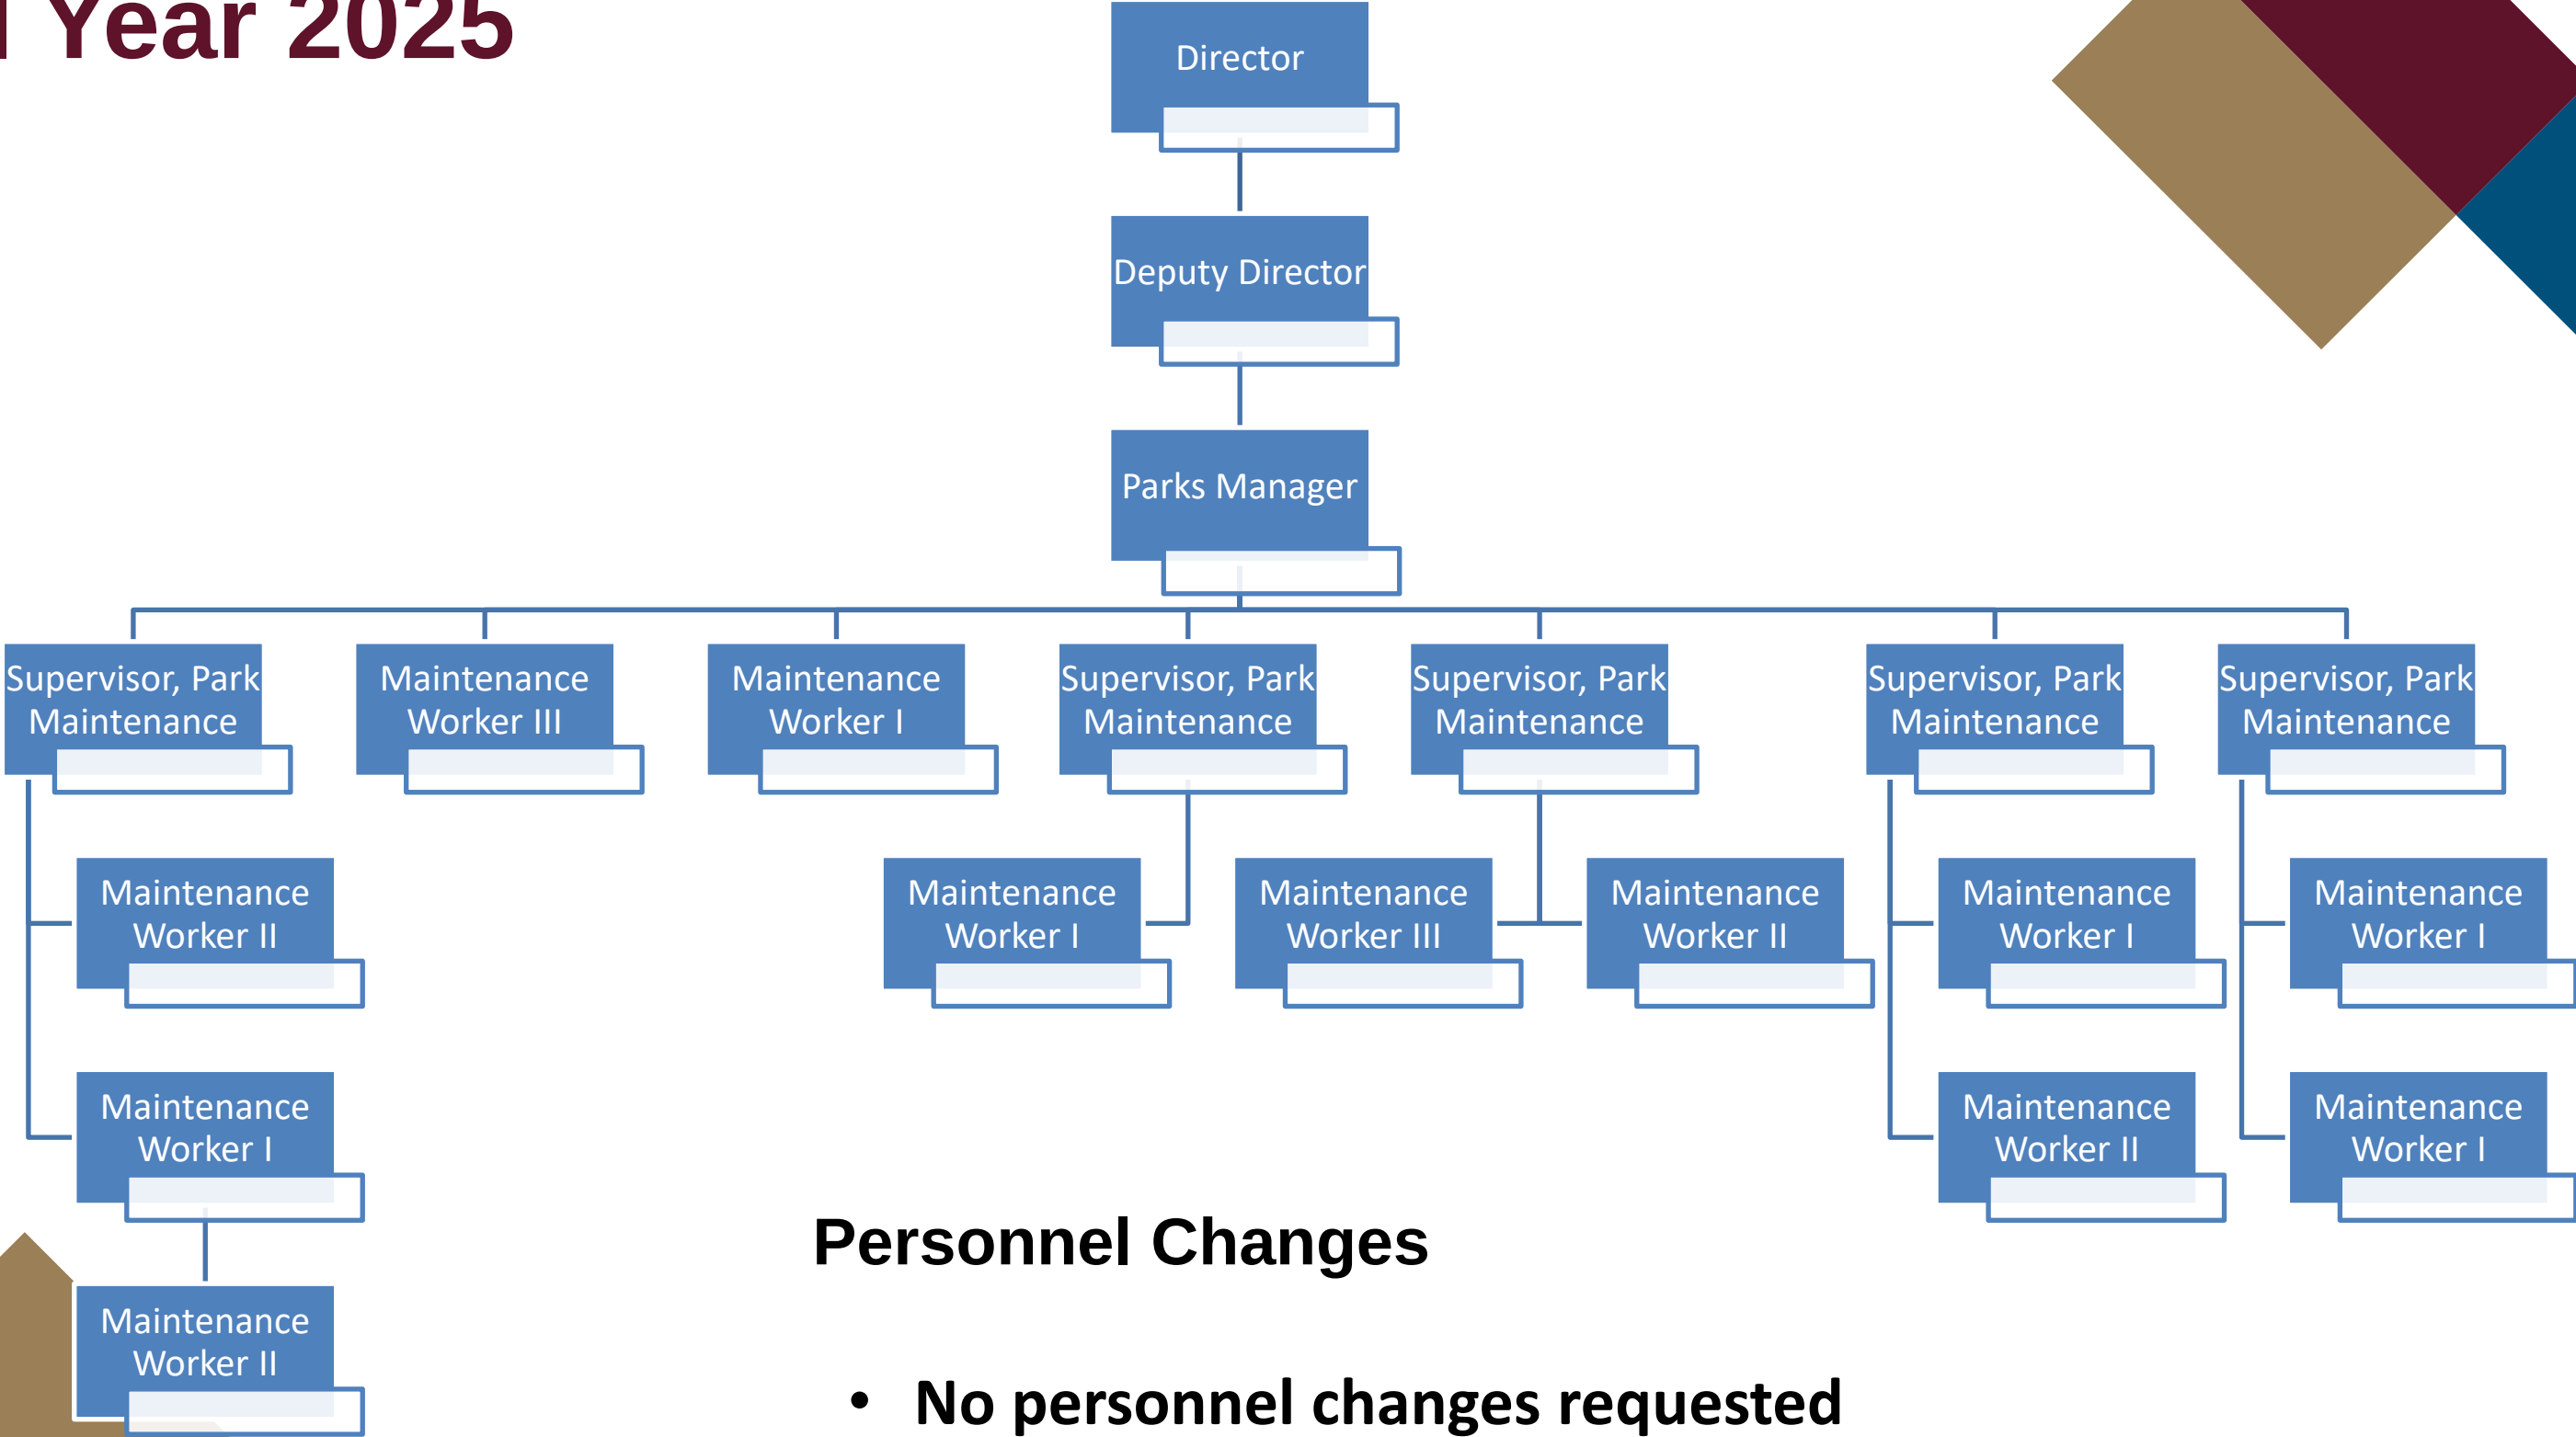 Year 2025
Director
Deputy Director
Parks Manager
Supervisor, Park
Maintenance
Maintenance
Worker III
Maintenance
Worker I
Supervisor, Park
Maintenance
Supervisor, Park
Maintenance
Supervisor, Park
Maintenance
Supervisor, Park
Maintenance
Maintenance
Worker II
Maintenance
Worker I
Maintenance
Worker III
Maintenance
Worker II
Maintenance
Worker I
Maintenance
Worker I
Maintenance
Worker I
Maintenance
Worker II
Maintenance
Worker I
Maintenance
Worker II
Personnel Changes
• No personnel changes requested